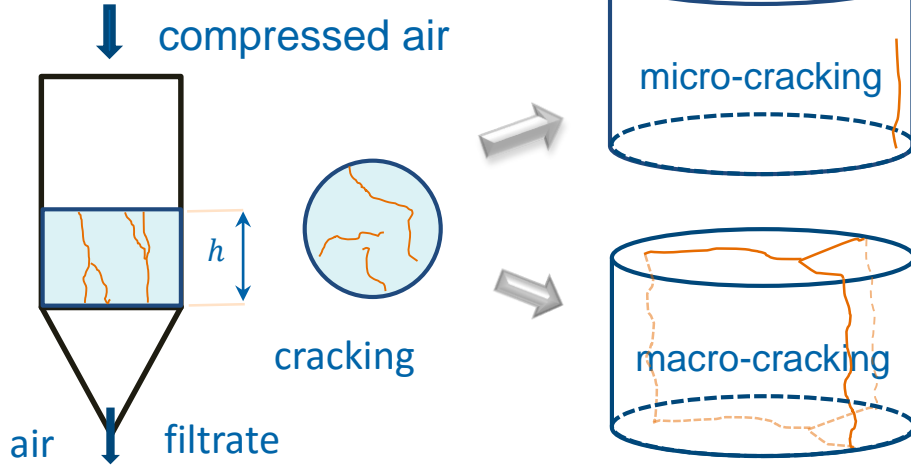 compressed air
micro-cracking
h
cracking
macro-cracking
air
filtrate